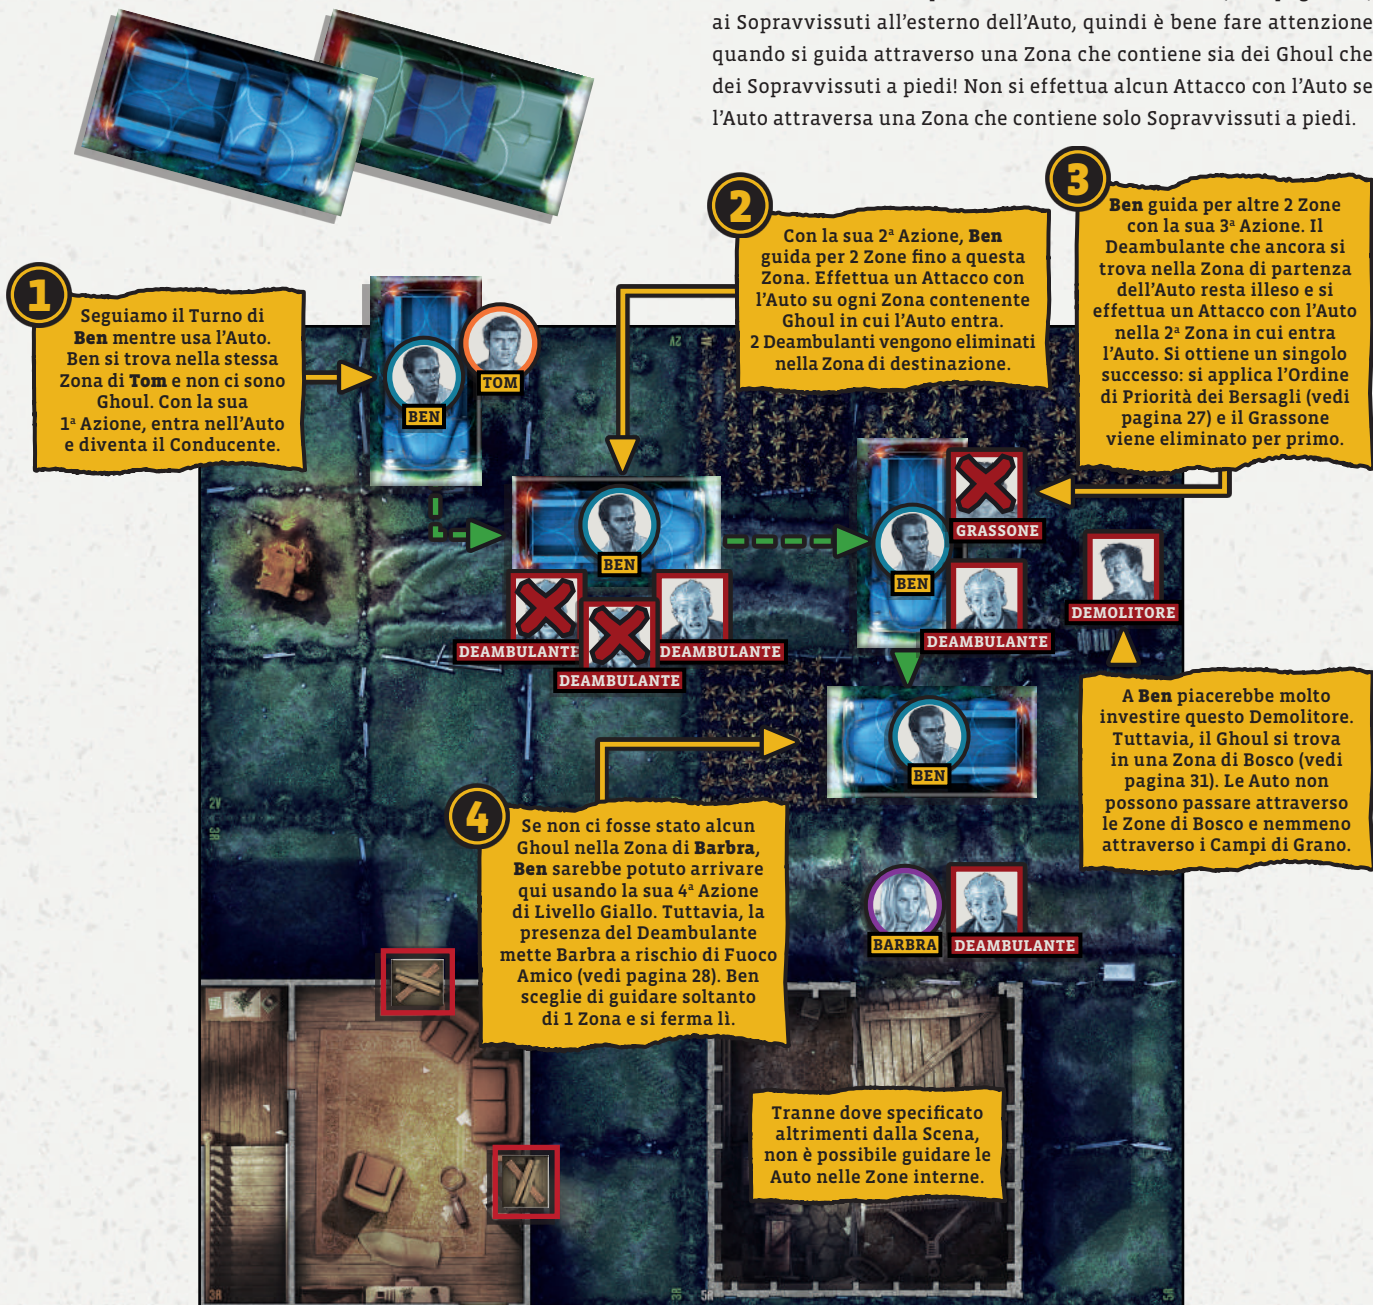 ai Sopravvissuti all'esterno dell'Auto, quindi è bene fare attenzione
quando si guida attraverso una Zona che contiene sia dei Ghoul che
dei Sopravvissuti a piedi! Non si effettua alcun Attacco con l'Auto se
l'Auto attraversa una Zona che contiene solo Sopravvissuti a piedi.
1
Seguiamo il Turno di
Ben mentre usa l'Auto.
Ben si trova nella stessa
Zona di Tom e non ci sono
Ghoul. Con la sua
1ª Azione, entra nell'Auto
e diventa il Conducente.
2
Con la sua 2ª Azione, Ben
guida per 2 Zone fino a questa
Zona. Effettua un Attacco con
l'Auto su ogni Zona contenente
Ghoul in cui l'Auto entra.
2 Deambulanti vengono eliminati
nella Zona di destinazione.
3
Ben guida per altre 2 Zone
con la sua 3ª Azione. Il
Deambulante che ancora si
trova nella Zona di partenza
dell'Auto resta illeso e si
effettua un Attacco con l'Auto
nella 2ª Zona in cui entra
l'Auto. Si ottiene un singolo
successo: si applica l'Ordine
di Priorità dei Bersagli (vedi
pagina 27) e il Grassone
viene eliminato per primo.
TOM
BEN
BEN
GRASSONE
BEN
DEMOLITORE
DEAMBULANTE
DEAMBULANTE
DEAMBULANTE
DEAMBULANTE
BEN
A Ben piacerebbe molto
investire questo Demolitore.
Tuttavia, il Ghoul si trova
in una Zona di Bosco (vedi
pagina 31). Le Auto non
possono passare attraverso
le Zone di Bosco e nemmeno
attraverso i Campi di Grano.
4
Se non ci fosse stato alcun
Ghoul nella Zona di Barbra,
Ben sarebbe potuto arrivare
qui usando la sua 4ª Azione
di Livello Giallo. Tuttavia, la
presenza del Deambulante
mette Barbra a rischio di Fuoco
Amico (vedi pagina 28). Ben
sceglie di guidare soltanto
di 1 Zona e si ferma lì.
BARBRA
DEAMBULANTE
Tranne dove specificato
altrimenti dalla Scena,
non è possibile guidare le
Auto nelle Zone interne.
2V
3R
3R
3R
5R
5R